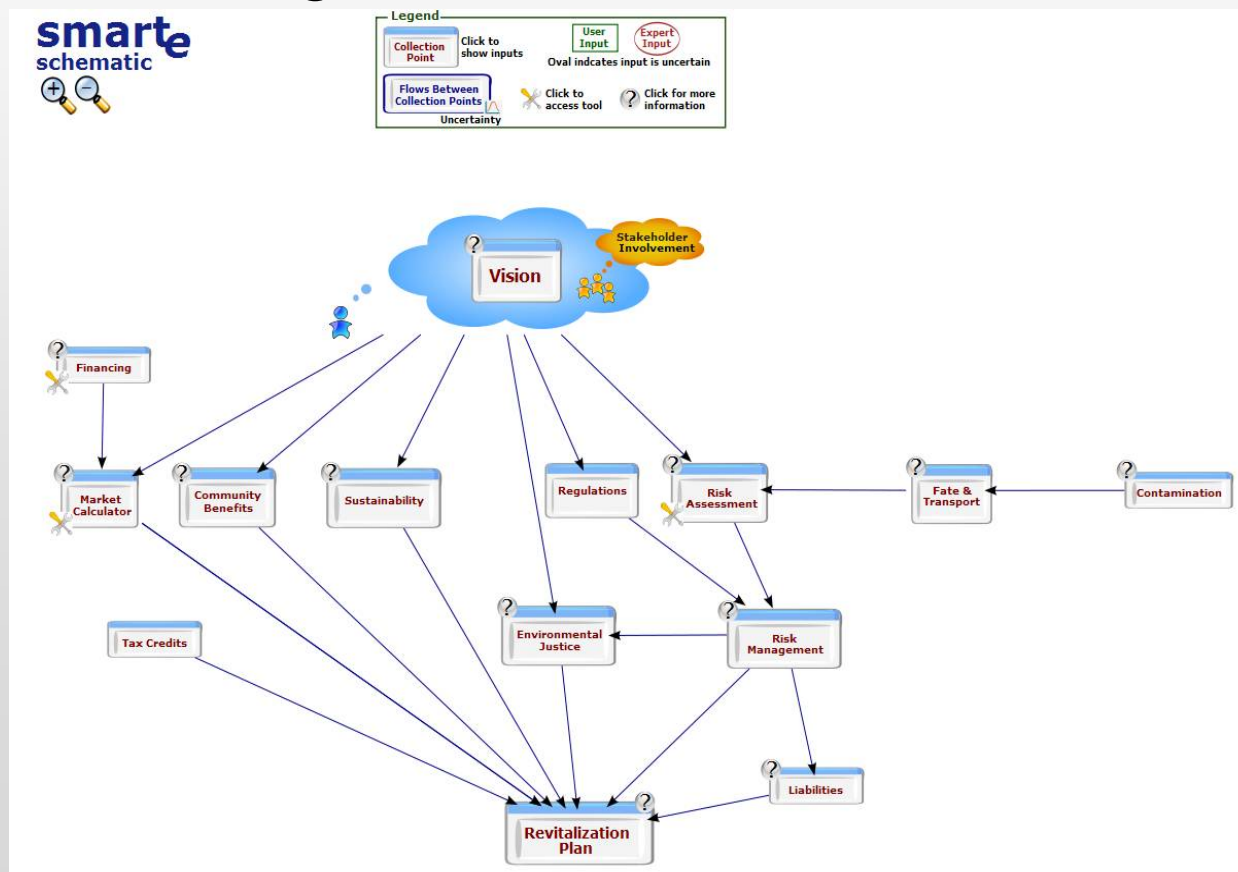 smarte
schematic
Legend
Collection
Point
Click to
show inputs
User
Input
Expert
Input
Oval indcates input is uncertain
Flows Between
Collection Points
Uncertainty
Click to
access tool
? Click for more
information
? Vision
Stakeholder
Involvement
? Financing
? Market
Calculator
? Community
Benefits
? Sustainability
Regulations
? Risk
Assessment
? Fate &
Transport
? Contamination
Tax Credits
? Environmental
Justice
? Risk
Management
? Liabilities
? Revitalization
Plan